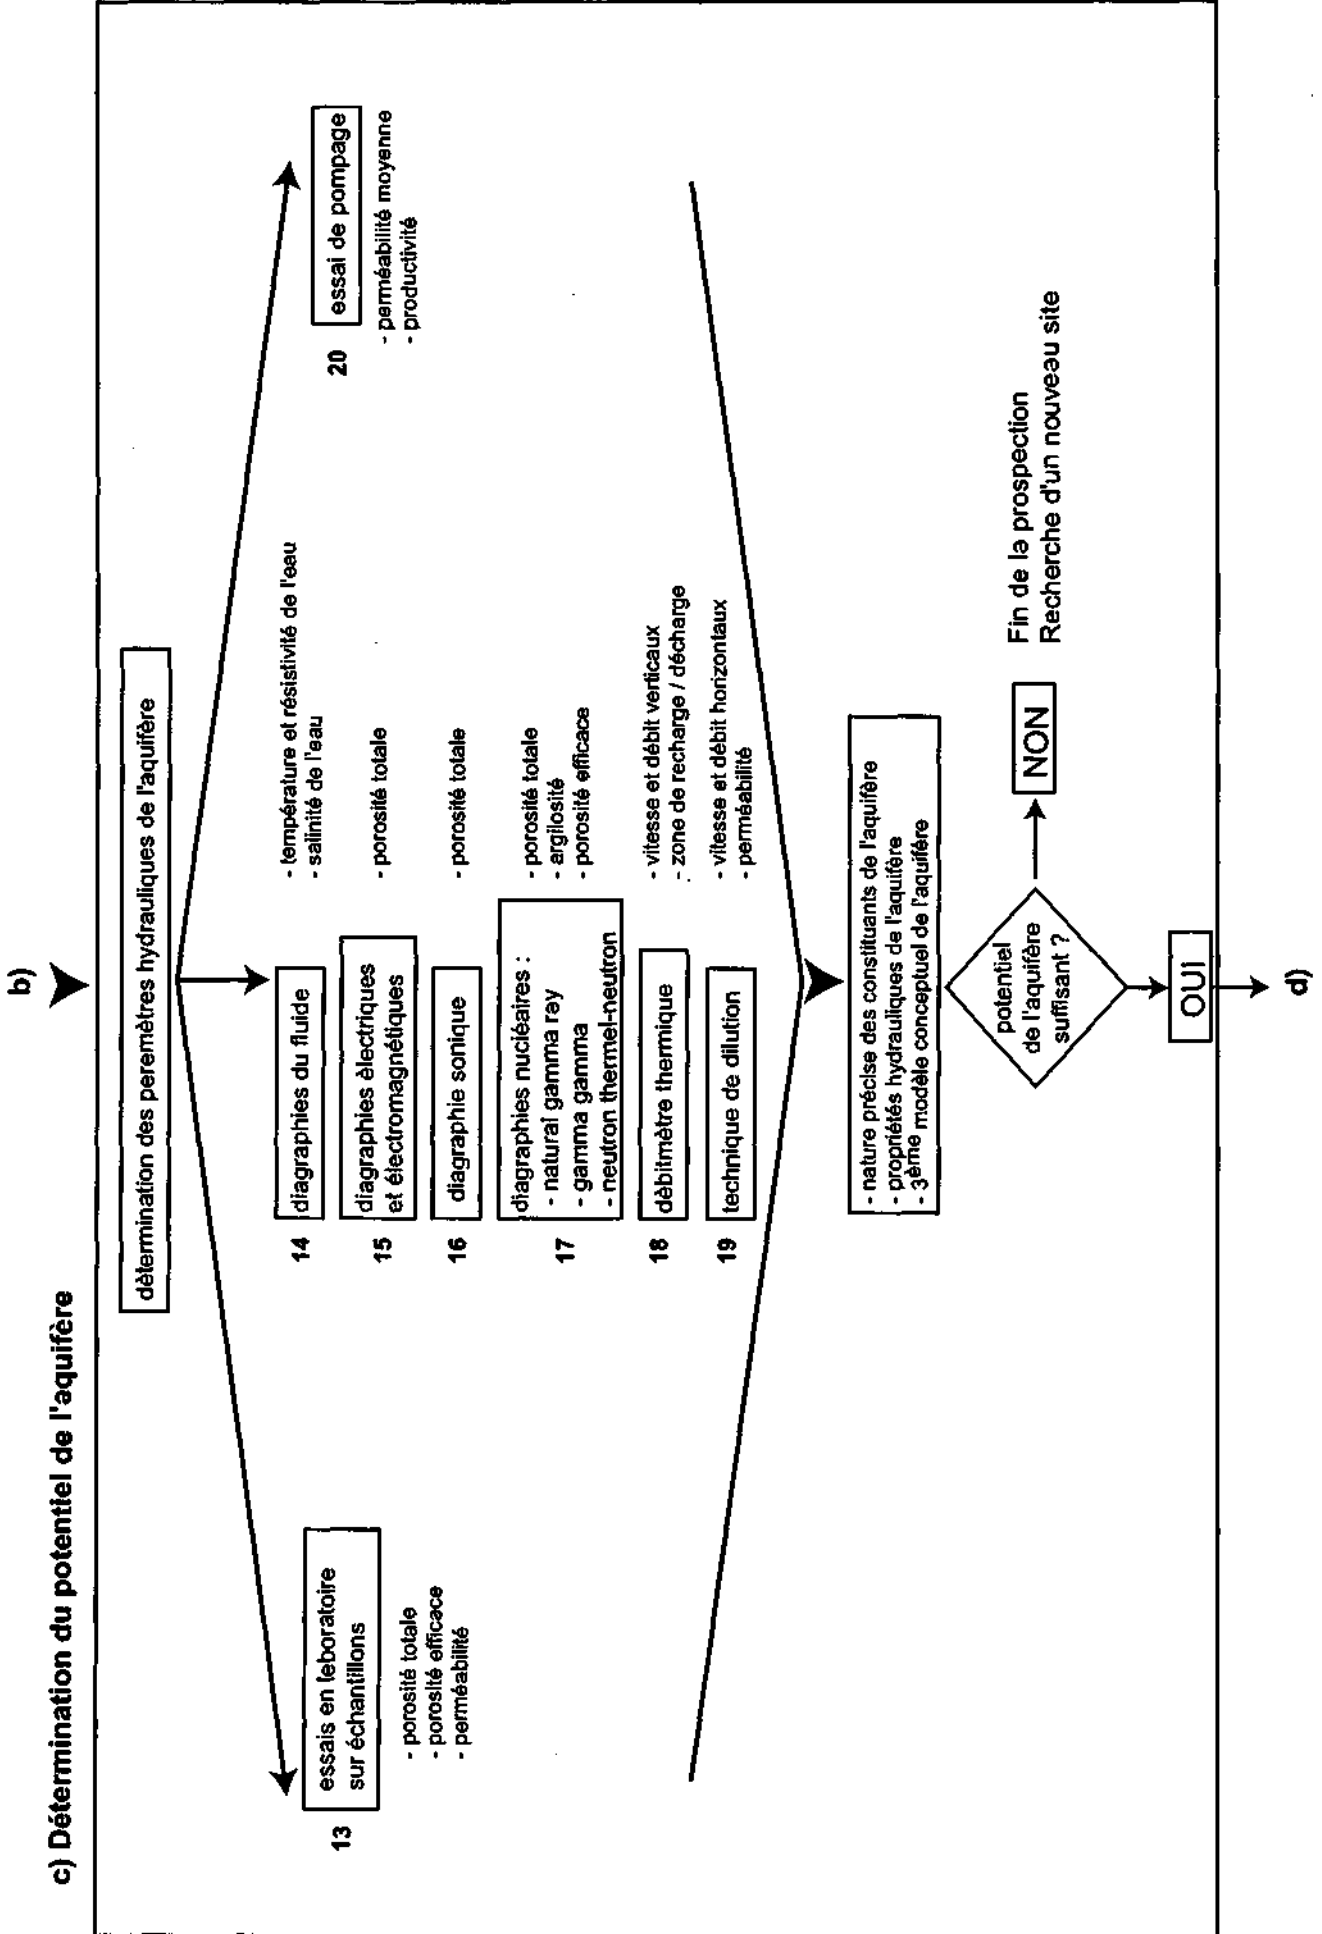 c) Détermination du potentiel de l'aquifère
b)
détermination des peremètres hydrauliques de l'aquifère
13
essais en leboratoire
sur échantillons
- porosité totale
- porosité efficace
- perméabilité
14
diagraphies du fluide
- température et résistivité de l'eau
- salinité de l'eau
15
diagraphies électriques
et électromagnétiques
- porosité totale
16
diagraphie sonique
- porosité totale
17
diagraphies nucléaires :
- natural gamma rey
- gamma gamma
- neutron thermel-neutron
- porosité totale
- argilosité
- porosité efficace
18
débitmètre thermique
- vitesse et débit verticaux
- zone de recharge / décharge
19
technique de dilution
- vitesse et débit horizontaux
- perméabilité
20
essai de pompage
- perméabilité moyenne
- productivité
- nature précise des constituants de l'aquifère
- propriétés hydrauliques de l'aquifère
- 3ème modèle conceptuel de l'aquifère
potentiel
de l'aquifère
suffisant ?
NON
Fin de la prospection
Recherche d'un nouveau site
OUI
d)